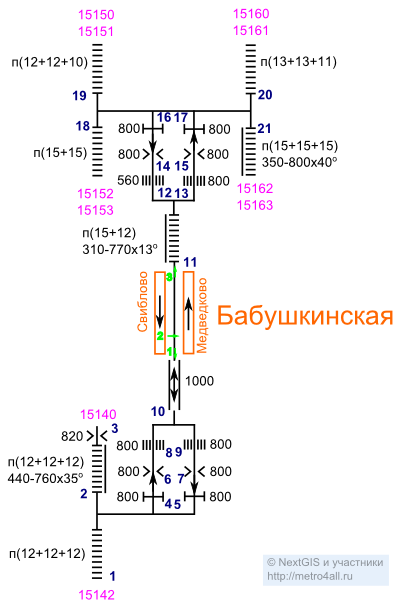 15150
15151
15160
15161
п(12+12+10)
п(13+13+11)
19
20
16 17
18
800
800
21
п(15+15)
800
800
п(15+15+15)
350-800x40°
14 15
560
800
15152
15153
12 13
15162
15163
п(15+12)
310-770x13°
11
3
Свиблово
Медведково
Бабушкинская
2
1
1000
10
15140
3
820
800
8 9
800
п(12+12+12)
440-760x35°
800
6 7
800
2
800
4 5
800
п(12+12+12)
1
15142
© NextGIS и участники
http://metro4all.ru